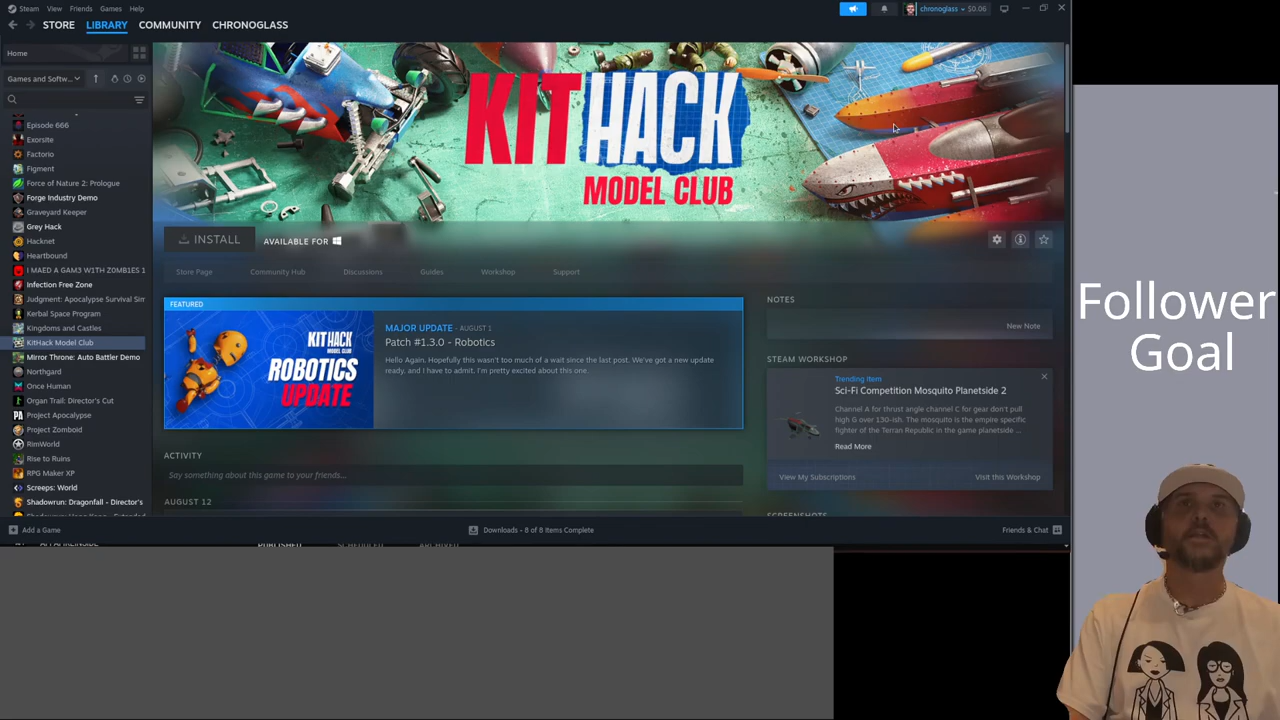 Steam View Friends Games Help
chronoglass $0.06
STORE LIBRARY COMMUNITY CHRONOGLASS
Home
Games and Softw...
Episode 666
Exorsite
Factorio
Figment
Force of Nature 2: Prologue
Forge Industry Demo
Graveyard Keeper
Grey Hack
Hacknet
Heartbound
I MAED A GAM3 W1TH Z0MB1ES 1
Infection Free Zone
Judgment: Apocalypse Survival Sim
Kerbal Space Program
Kingdoms and Castles
KitHack Model Club
Mirror Throne: Auto Battler Demo
Northgard
Once Human
Organ Trail: Director's Cut
Project Apocalypse
Project Zomboid
RimWorld
Rise to Ruins
RPG Maker XP
Screeps: World
Shadowrun: Dragonfall - Director's
KITHACK
MODEL CLUB
INSTALL
AVAILABLE FOR
Store Page Community Hub Discussions Guides Workshop Support
FEATURED
KIT HACK
MODEL CLUB
ROBOTICS
UPDATE
MAJOR UPDATE - AUGUST 1
Patch #1.3.0 - Robotics
Hello Again. Hopefully this wasn't too much of a wait since the last post. We've got a new update
ready, and I have to admit. I'm pretty excited about this one.
ACTIVITY
Say something about this game to your friends...
AUGUST 12
NOTES
New Note
STEAM WORKSHOP
Trending Item
Sci-Fi Competition Mosquito Planetside 2
Channel A for thrust angle channel C for gear don't pull
high G over 130-ish. The mosquito is the empire specific
fighter of the Terran Republic in the game planetside ...
Read More
View My Subscriptions Visit this Workshop
SCREENSHOTS
Add a Game
Downloads - 8 of 8 Items Complete
Friends & Chat
Follower
Goal